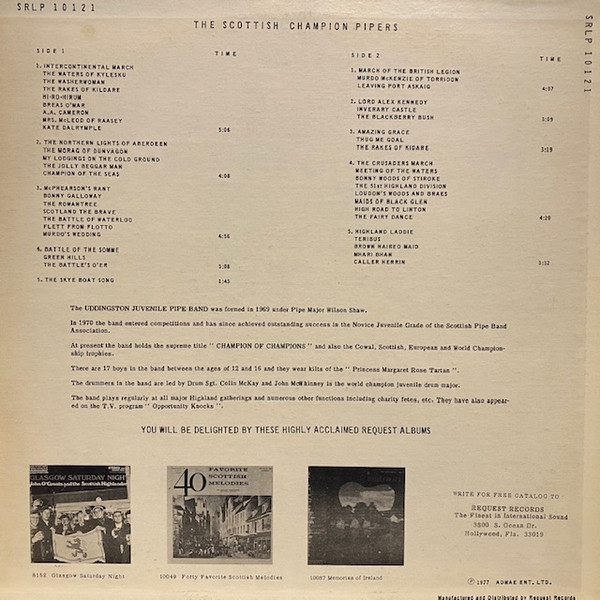 SRLP 10121
THE SCOTTISH CHAMPION PIPERS
SRLP 10121
SIDE 1 TIME
1. INTERCONTINENTAL MARCH
THE WATERS OF KYLESKU
THE WASHERWOMAN
THE RAKES OF KILDARE
HI-HO-HIRUM
BREAS O'MAR
A.A. CAMERON
MRS. McLEOD OF RAASEY
KATE DALRYMPLE 5:06
2. THE NORTHERN LIGHTS OF ABERDEEN
THE MORAG OF DUNVAGON
MY LODGINGS ON THE COLD GROUND
THE JOLLY BEGGAR MAN
CHAMPION OF THE SEAS 4:08
3. McPHEARSON'S RANT
BONNY GALLOWAY
THE ROWANTREE
SCOTLAND THE BRAVE
THE BATTLE OF WATERLOO
FLETT FROM FLOTTO
MURDO'S WEDDING 4:58
4. BATTLE OF THE SOMME
GREEN HILLS
THE BATTLE'S O'ER
5. THE SKYE BOAT SONG
SIDE 2 TIME
1. MARCH OF THE BRITISH LEGION
MURDO McKENZIE OF TORRIDON
LEAVING PORT ASKAIG 4:07
2. LORD ALEX KENNEDY
INVERARY CASTLE
THE BLACKBERRY BUSH
3. AMAZING GRACE
THUG ME GOAL
THE RAKES OF KIDARE
4. THE CRUSADERS MARCH
MEETING OF THE WATERS
BONNY WOODS OF STIROKE
THE 51st HIGHLAND DIVISION
LOUDON'S WOODS AND BRAES
MAIDS OF BLACK GLEN
HIGH ROAD TO LINTON
THE FAIRY DANCE
5. HIGHLAND LADDIE
TERIBUS
BROWN HAIRED MAID
MHARI BHAN
CALLER HERRIN
The UDDINGSTON JUVENILE PIPE-BAND was formed in 1969 under Pipe Major Wilson Shaw.
In 1970 the band entered competitions and has since achieved outstanding success in the Novice Juvenile Grade of the Scottish Pipe Band
Association.
At present the band holds the supreme title " CHAMPION OF CHAMPIONS " and also the Cowal, Scottish, European and World Champion-
ship trophies.
There are 17 boys in the band between the ages of 12 and 16 and they wear kilts of the " Princess Margaret Rose Tartan ".
The drummers in the band are led by Drum Sgt. Colin McKay and John McWhinney is the world champion juvenile drum major.
The band plays regularly at all major Highland gatherings and numerous other functions including charity fetes, etc. They have also appear-
ed on the T.V. program " Opportunity Knocks ".
YOU WILL BE DELIGHTED BY THESE HIGHLY ACCLAIMED REQUEST ALBUMS
GLASGOW SATURDAY NIGHT
John O'Groats and the Scottish Highlanders
9152 Glasgow Saturday Night
40 FAVORITE
SCOTTISH
MELODIES
10049 Forty Favorite Scottish Melodies
10087 Memories of Ireland
WRITE FOR FREE CATALOG TO:
REQUEST RECORDS
The Finest in International Sound
3800 S. Ocean Dr.
Hollywood, Fla. 33019
Ⓟ 1977 AOMAE ENT. LTD.
Manufactured and Distributed by Request Records